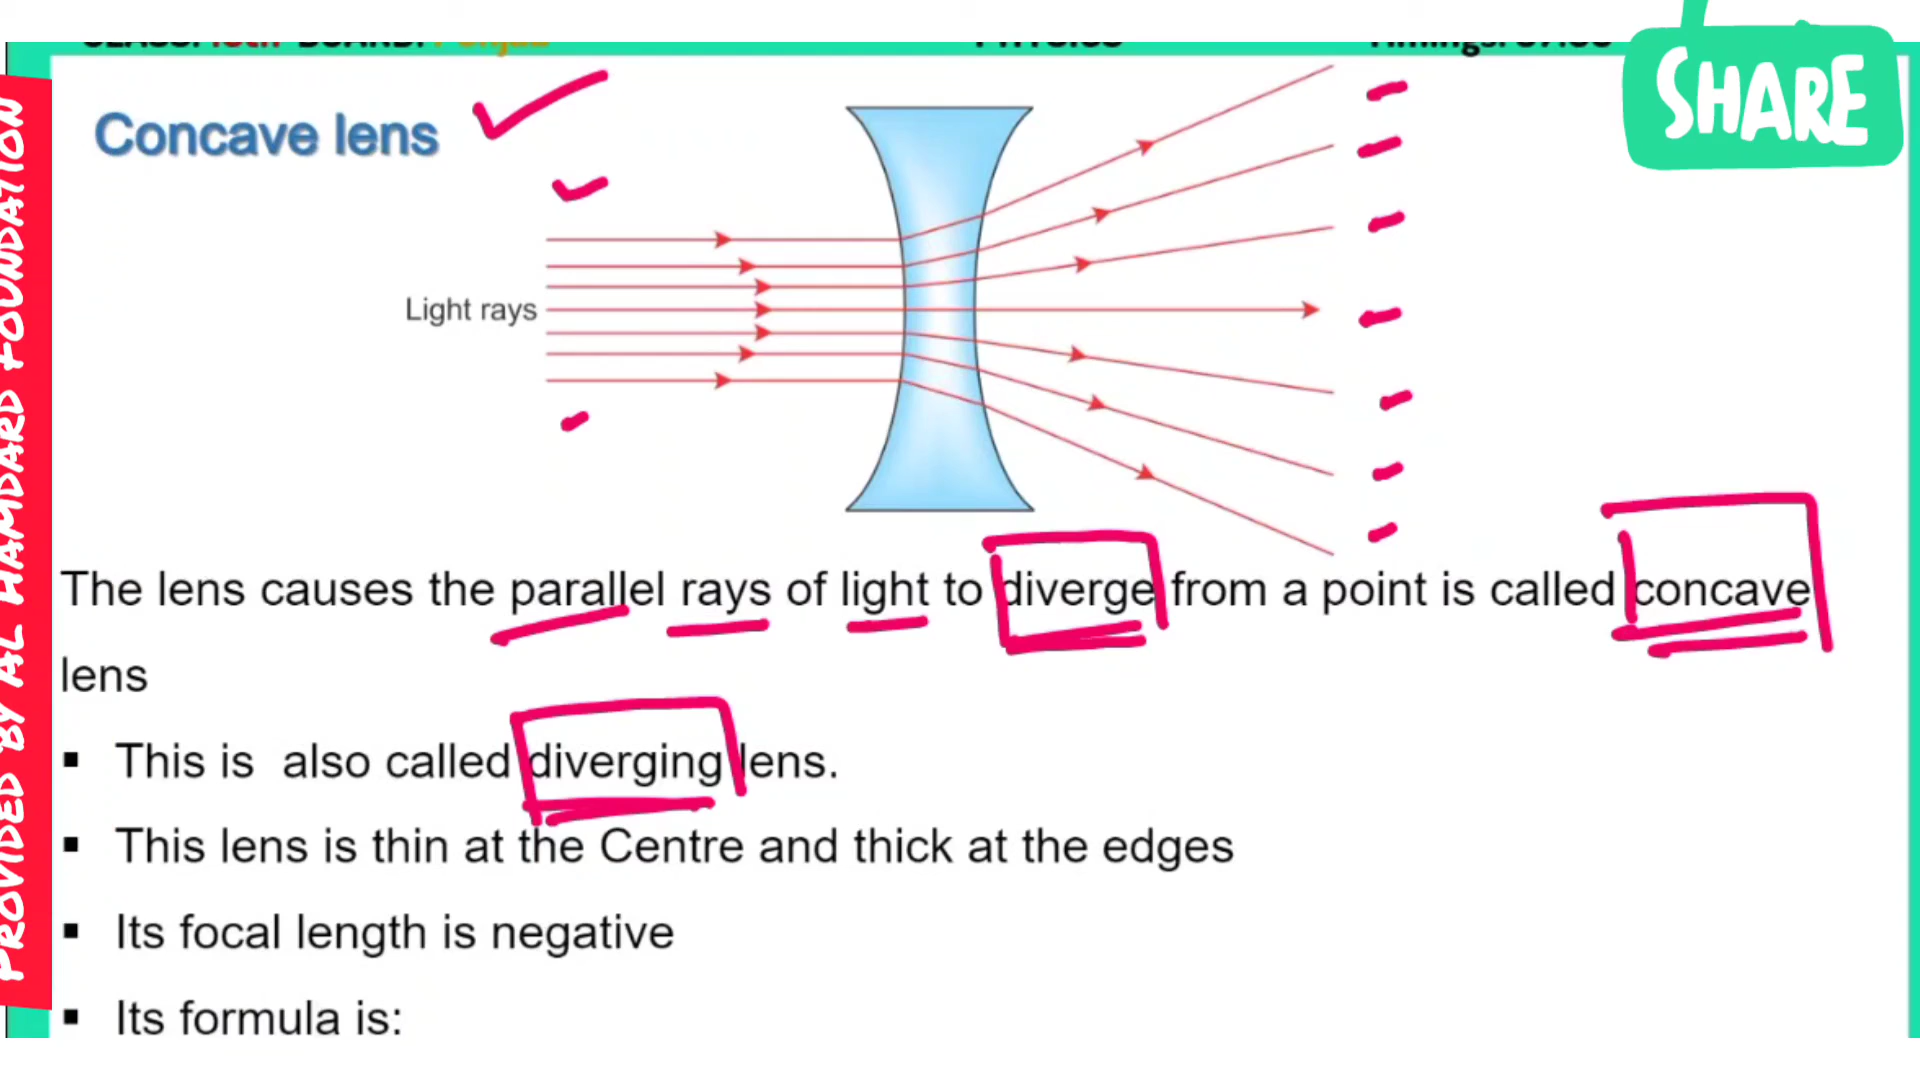 SHARE
Concave lens
Light rays
The lens causes the parallel rays of light to diverge from a point is called concave
lens
▪ This is also called diverging lens.
▪ This lens is thin at the Centre and thick at the edges
▪ Its focal length is negative
▪ Its formula is:
PROVIDED BY AL HAMDARD FOUNDATION